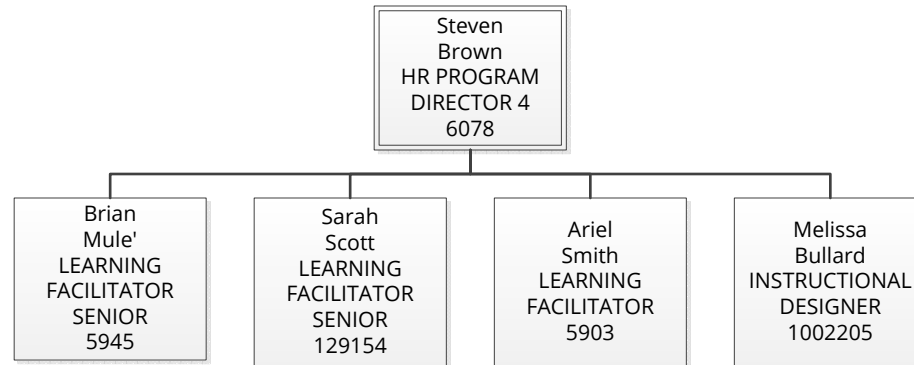 Steven
Brown
HR PROGRAM
DIRECTOR 4
6078
Brian
Mule'
LEARNING
FACILITATOR
SENIOR
5945
Sarah
Scott
LEARNING
FACILITATOR
SENIOR
129154
Ariel
Smith
LEARNING
FACILITATOR
5903
Melissa
Bullard
INSTRUCTIONAL
DESIGNER
1002205